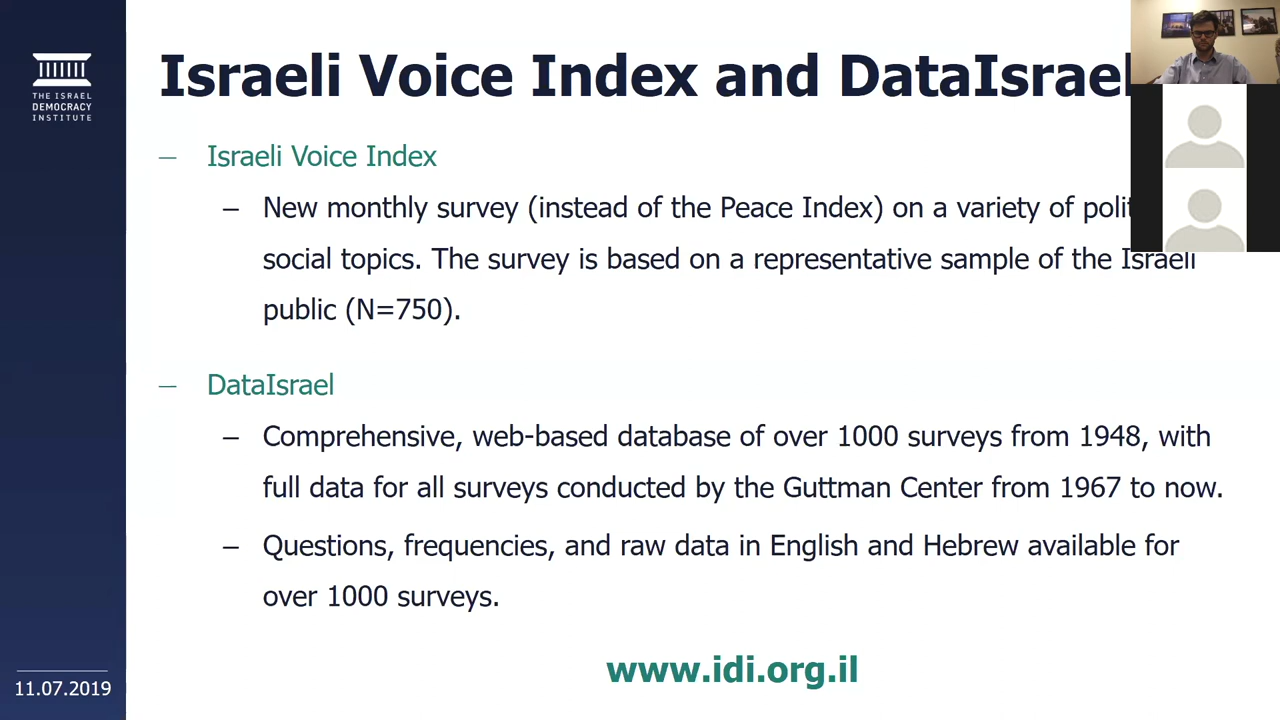 Israeli Voice Index and DataIsrael
THE ISRAEL
DEMOCRACY
INSTITUTE
– Israeli Voice Index
– New monthly survey (instead of the Peace Index) on a variety of
social topics. The survey is based on a representative sample of the Israeli
public (N=750).
– DataIsrael
– Comprehensive, web-based database of over 1000 surveys from 1948, with
full data for all surveys conducted by the Guttman Center from 1967 to now.
– Questions, frequencies, and raw data in English and Hebrew available for
over 1000 surveys.
www.idi.org.il
11.07.2019